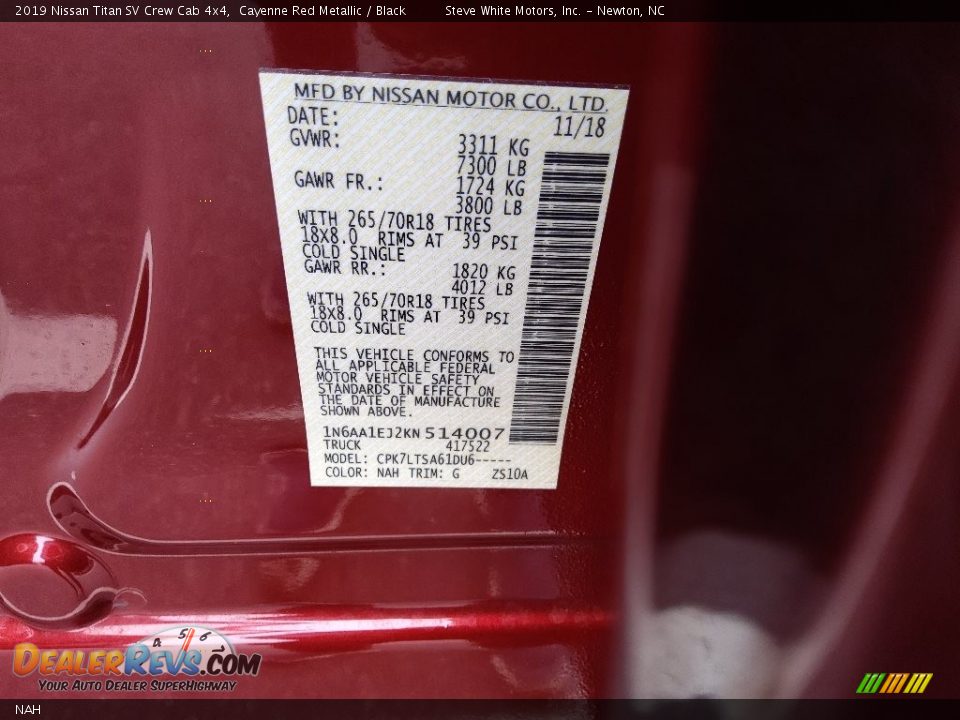 2019 Nissan Titan SV Crew Cab 4x4, Cayenne Red Metallic / Black Steve White Motors, Inc. - Newton, NC
MFD BY NISSAN MOTOR CO., LTD.
DATE: 11/18
GVWR: 3311 KG
7300 LB
GAWR FR.: 1724 KG
3800 LB
WITH 265/70R18 TIRES
18X8.0 RIMS AT 39 PSI
COLD SINGLE
GAWR RR.: 1820 KG
4012 LB
WITH 265/70R18 TIRES
18X8.0 RIMS AT 39 PSI
COLD SINGLE
THIS VEHICLE CONFORMS TO
ALL APPLICABLE FEDERAL
MOTOR VEHICLE SAFETY
STANDARDS IN EFFECT ON
THE DATE OF MANUFACTURE
SHOWN ABOVE.
1N6AA1EJ2KN514007
TRUCK 417522
MODEL: CPK7LTSA61DU6-----
COLOR: NAH TRIM: G ZS10A
4 5 6
DEALERREVS.COM
YOUR AUTO DEALER SUPERHIGHWAY
NAH